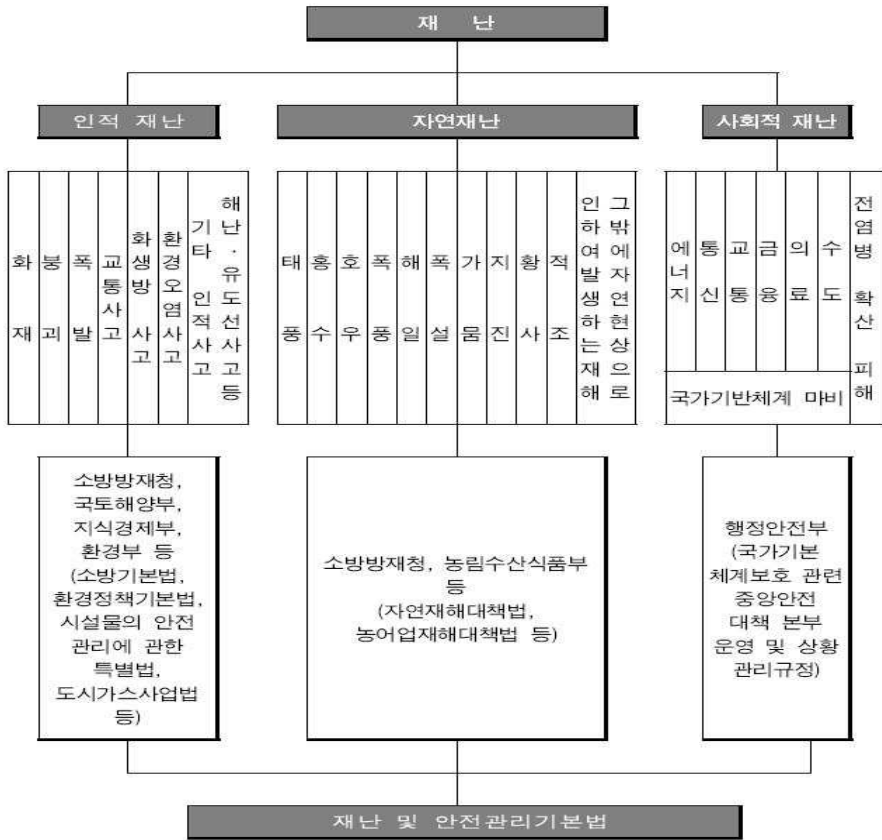 재 난
인적 재난
자연재난
사회적 재난
화재
붕괴
폭발
교통사고
화생방 사고
환경오염사고
기타 인적사고
해난·유도선사고등
태풍
홍수
호우
폭풍
해일
폭설
가뭄
지진
황사
적조
인하여발생하는재해
그밖에자연현상으로
에너지
통신
교통
금융
의료
수도
국가기반체계 마비
전염병 확산 피해
소방방재청,
국토해양부,
지식경제부,
환경부 등
(소방기본법,
환경정책기본법,
시설물의 안전
관리에 관한
특별법,
도시가스사업법
등)
소방방재청, 농림수산식품부
등
(자연재해대책법,
농어업재해대책법 등)
행정안전부
(국가기본
체계보호 관련
중앙안전
대책 본부
운영 및 상황
관리규정)
재난 및 안전관리기본법